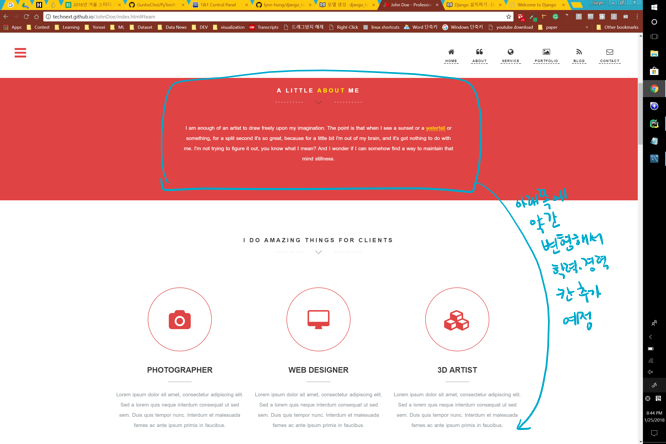 technext.github.io/JohnDoe/index.html#team
Apps
Contest
Learning
Yonsei
ML
Dataset
Data News
DEV
visualization
Transcripts
Right-Click
linux shortcuts
Word 단축키
Window 단축키
youtube download
paper
Other bookmarks
HOME
ABOUT
SERVICE
PORTFOLIO
BLOG
CONTACT
A LITTLE ABOUT ME
I am enough of an artist to draw freely upon my imagination. The point is that when I see a sunset or a waterfall or
something, for a split second it's so great, because for a little bit I'm out of my brain, and it's got nothing to do with
me. I'm not trying to figure it out, you know what I mean? And I wonder if I can somehow find a way to maintain that
mind stillness.
아래쪽에
약간
변형해서
학력·경력
칸 추가
예정
I DO AMAZING THINGS FOR CLIENTS
PHOTOGRAPHER
Lorem ipsum dolor sit amet, consectetur adipiscing elit.
Sed a lorem quis neque interdum consequat ut sed
sem. Duis quis tempor nunc. Interdum et malesuada
fames ac ante ipsum primis in faucibus.
WEB DESIGNER
Lorem ipsum dolor sit amet, consectetur adipiscing elit.
Sed a lorem quis neque interdum consequat ut sed
sem. Duis quis tempor nunc. Interdum et malesuada
fames ac ante ipsum primis in faucibus.
3D ARTIST
Lorem ipsum dolor sit amet, consectetur adipiscing elit.
Sed a lorem quis neque interdum consequat ut sed
sem. Duis quis tempor nunc. Interdum et malesuada
fames ac ante ipsum primis in faucibus.
8:44 PM
1/25/2018